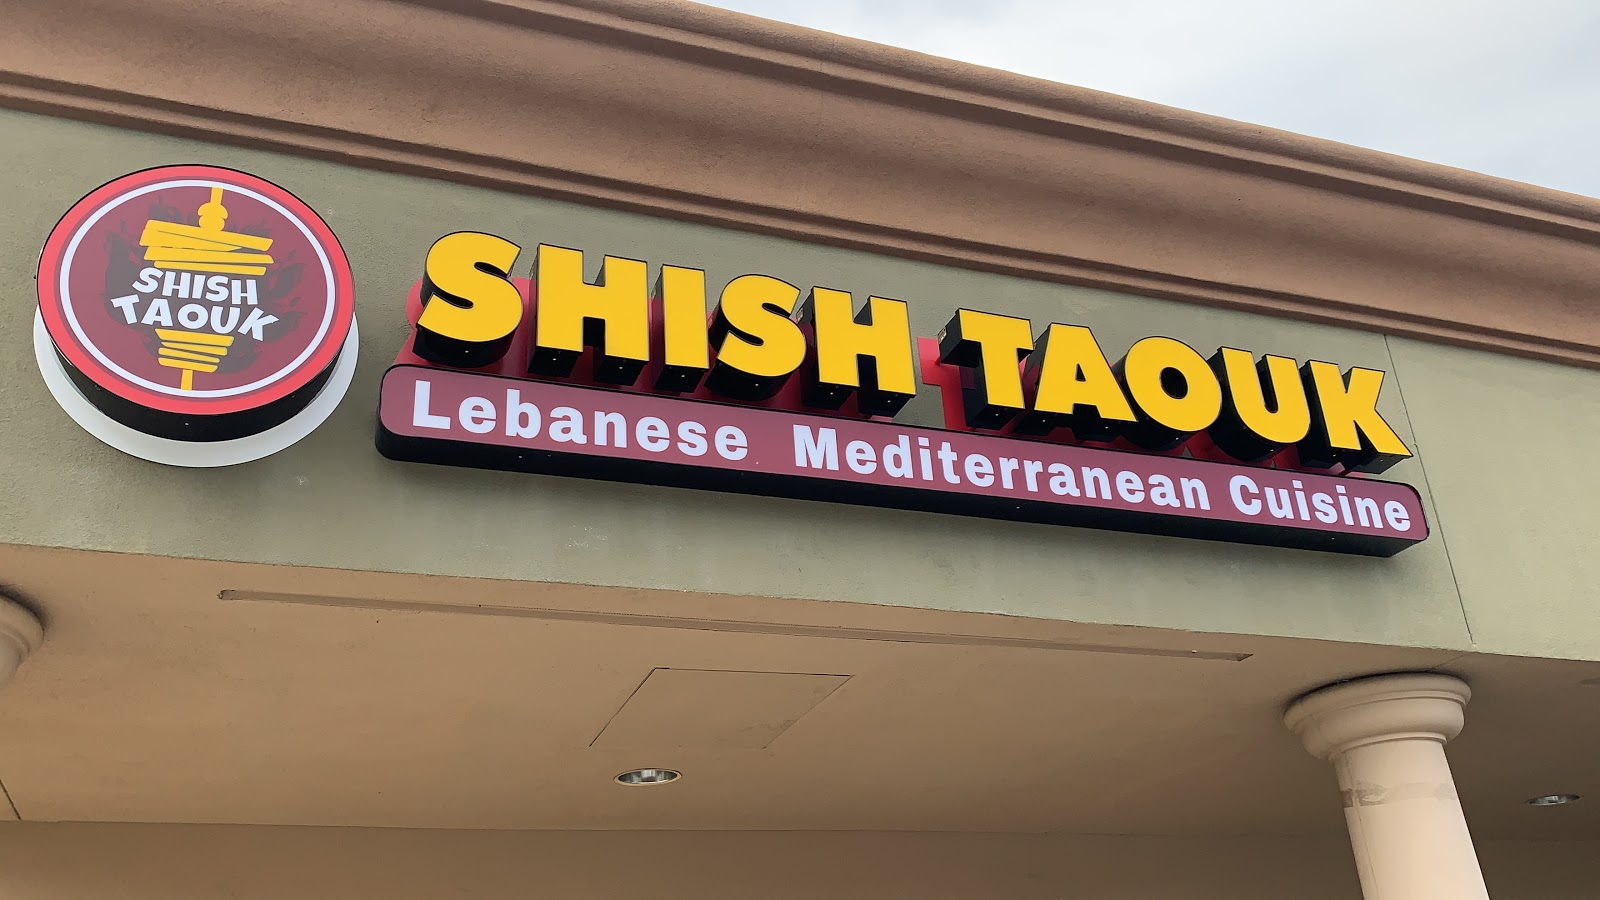 SHISH
TAOUK
SHISH TAOUK
Lebanese Mediterranean Cuisine